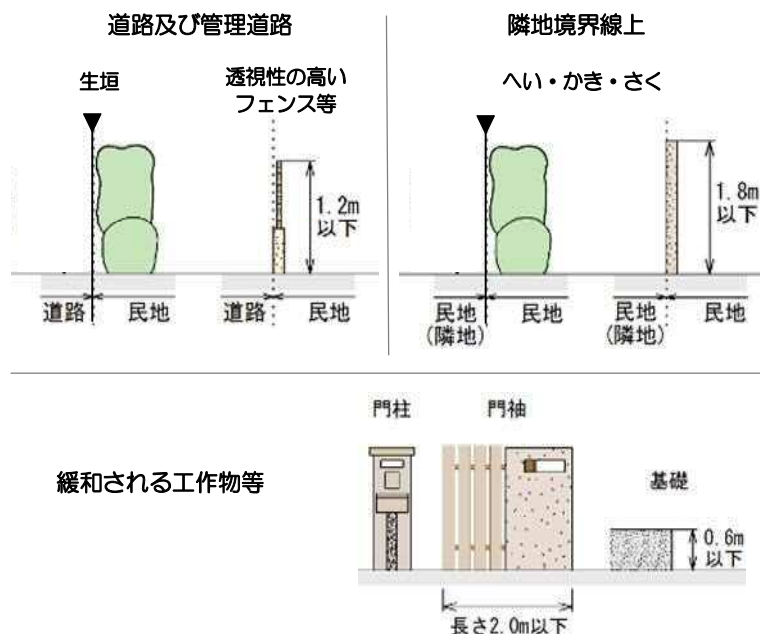 道路及び管理道路
生垣
透視性の高い
フェンス等
1.2m
以下
道路
民地
道路
民地
隣地境界線上
へい・かき・さく
1.8m
以下
民地
(隣地)
民地
民地
(隣地)
民地
緩和される工作物等
門柱
門袖
基礎
0.6m
以下
長さ2.0m以下